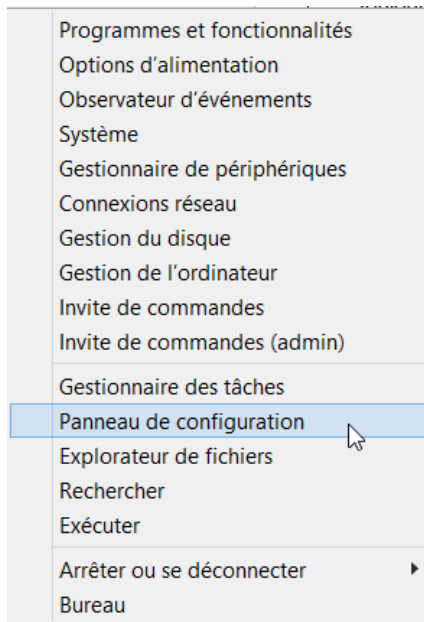 Programmes et fonctionnalités
Options d’alimentation
Observateur d’événements
Système
Gestionnaire de périphériques
Connexions réseau
Gestion du disque
Gestion de l’ordinateur
Invite de commandes
Invite de commandes (admin)
Gestionnaire des tâches
Panneau de configuration
Explorateur de fichiers
Rechercher
Exécuter
Arrêter ou se déconnecter
Bureau